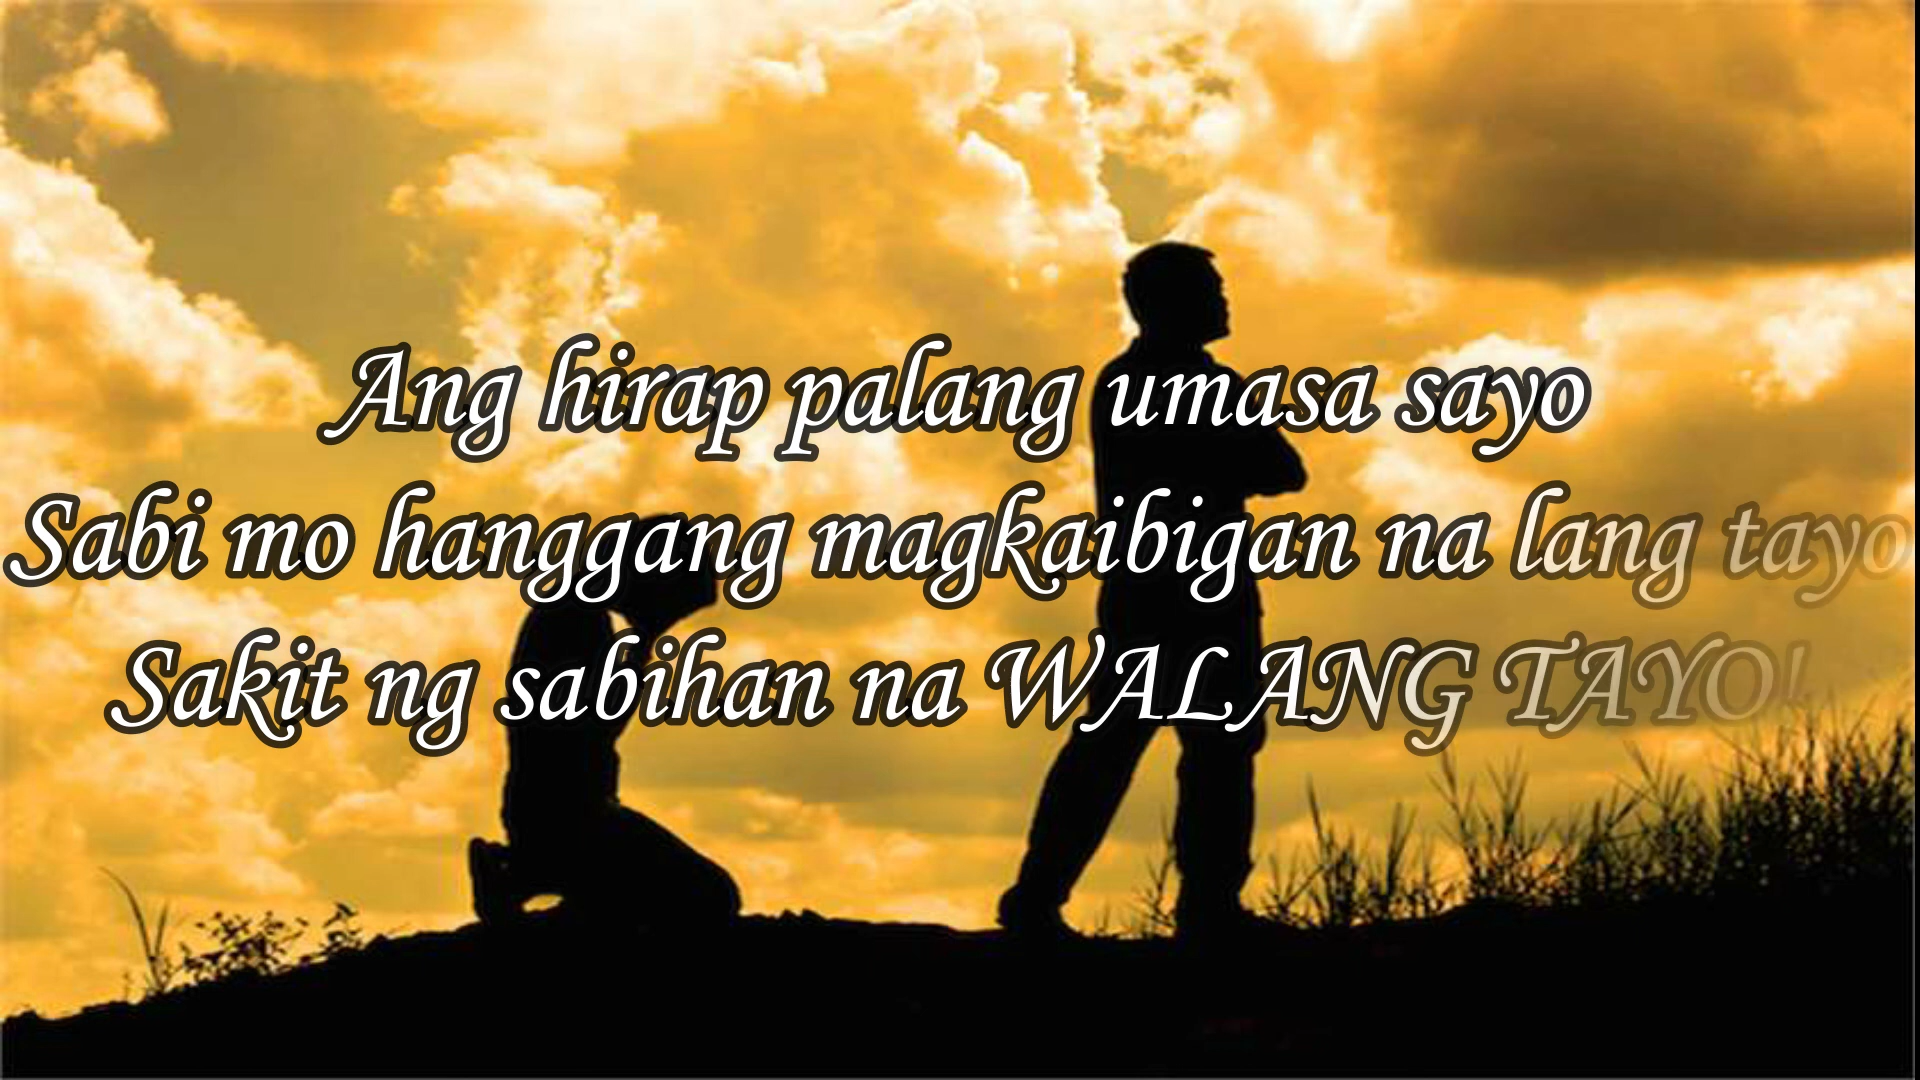 Ang hirap palang umasa sayo
Sabi mo hanggang magkaibigan na lang tayo
Sakit ng sabihan na WALANG TAYO!